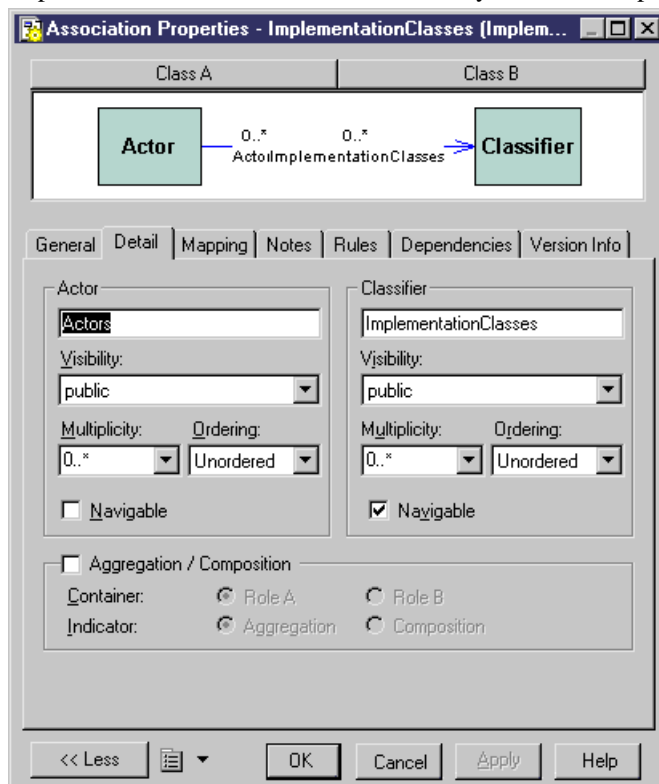 Association Properties - ImplementationClasses (Implem...
Class A Class B
Actor 0..* 0..* Classifier
ImplementationClasses
General Detail Mapping Notes Rules Dependencies Version Info
Actor Classifier
Actors ImplementationClasses
Visibility: Visibility:
public public
Multiplicity: Ordering: Multiplicity: Ordering:
0..* Unordered 0..* Unordered
Navigable Navigable
Aggregation / Composition
Container: Role A Role B
Indicator: Aggregation Composition
<< Less OK Cancel Apply Help